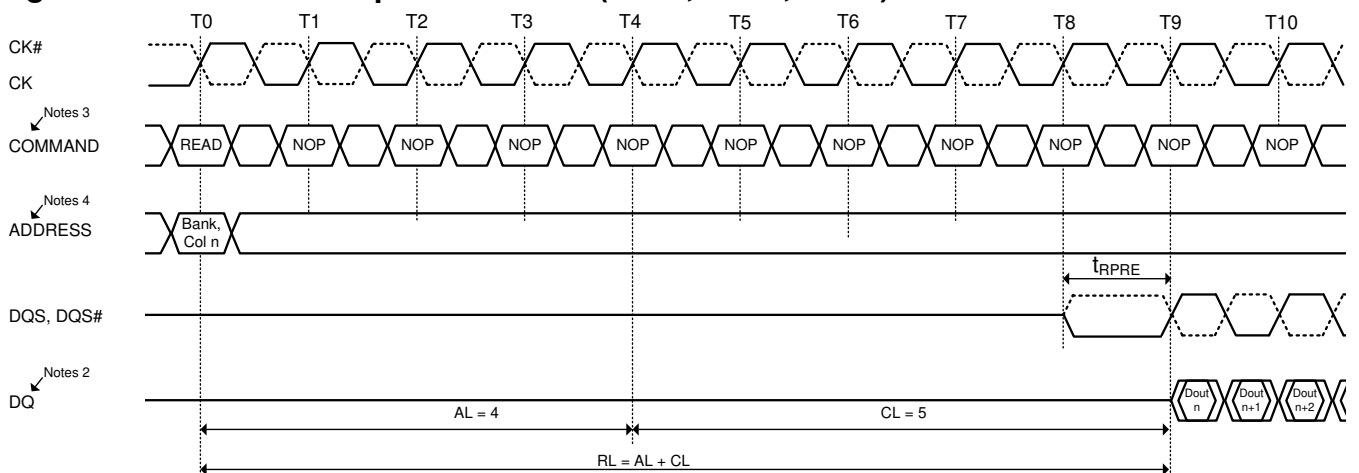 T0 T1 T2 T3 T4 T5 T6 T7 T8 T9 T10
CK#
CK
Notes 3
COMMAND READ NOP NOP NOP NOP NOP NOP NOP NOP NOP NOP
Notes 4
ADDRESS Bank, Col n
tRPRE
DQS, DQS#
Notes 2
DQ Dout n Dout n+1 Dout n+2
AL = 4 CL = 5
RL = AL + CL